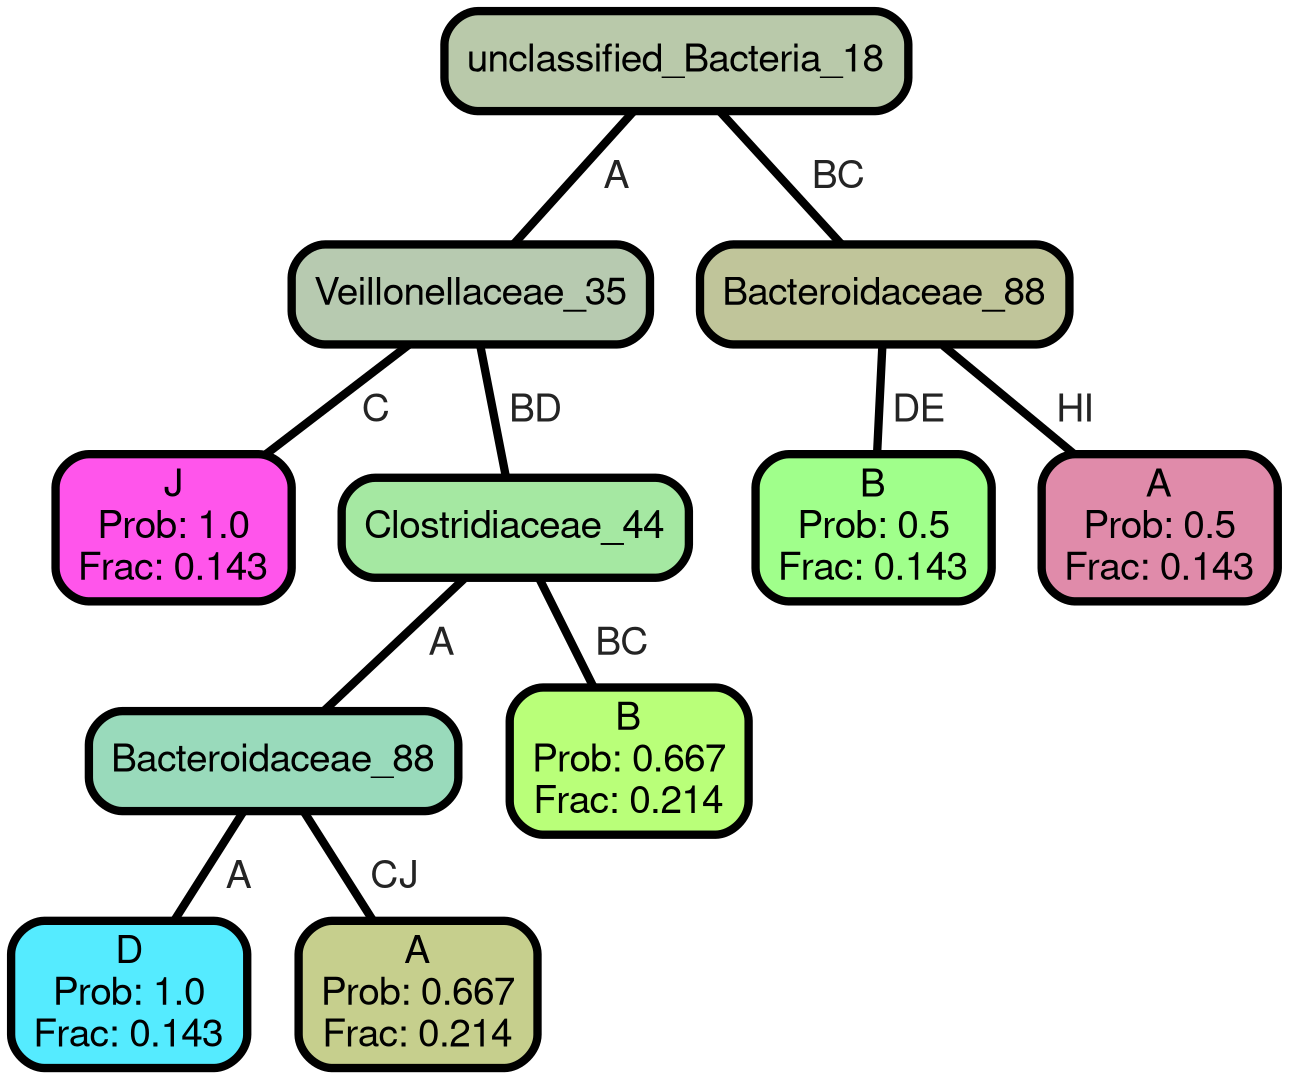 unclassified_Bacteria_18
A
BC
Veillonellaceae_35
Bacteroidaceae_88
C
BD
DE
HI
J
Prob: 1.0
Frac: 0.143
Clostridiaceae_44
B
Prob: 0.5
Frac: 0.143
A
Prob: 0.5
Frac: 0.143
A
BC
Bacteroidaceae_88
B
Prob: 0.667
Frac: 0.214
A
CJ
D
Prob: 1.0
Frac: 0.143
A
Prob: 0.667
Frac: 0.214